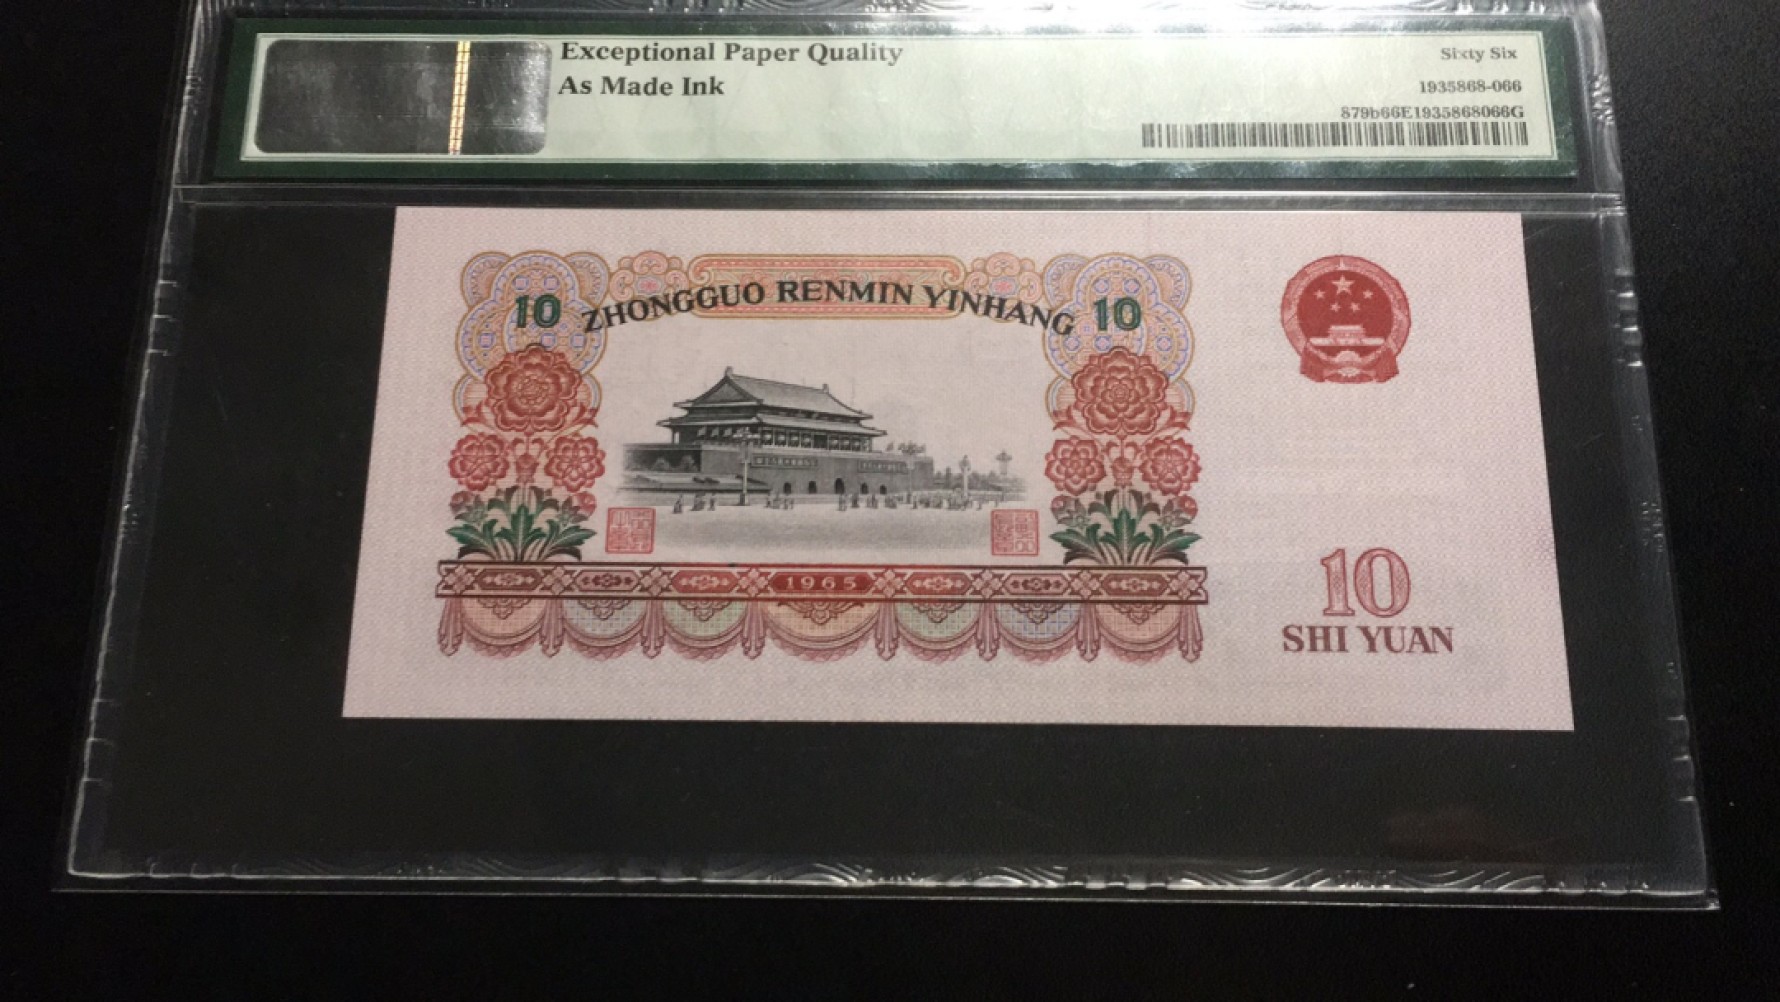 Exceptional Paper Quality
As Made Ink
Sixty Six
1935868-066
879b66E1935868066G
10 ZHONGGUO RENMIN YINHANG 10
1965
10
SHI YUAN